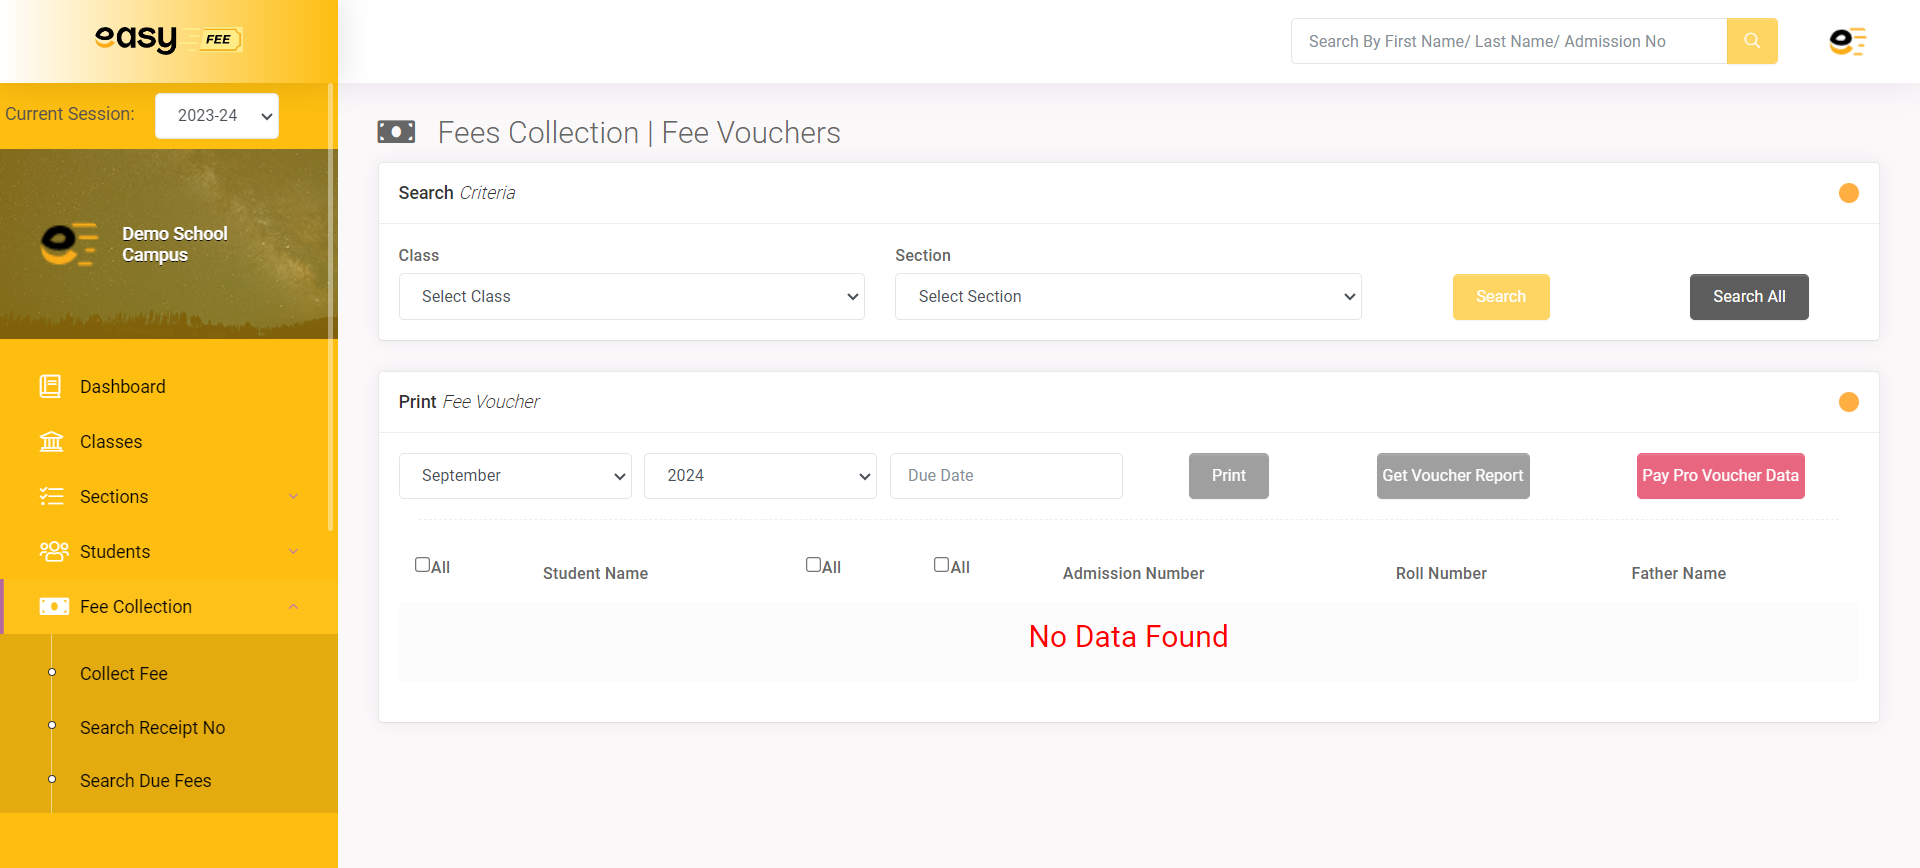 easy FEE
Search By First Name/ Last Name/ Admission No
Current Session: 2023-24
Demo School
Campus
Dashboard
Classes
Sections
Students
Fee Collection
Collect Fee
Search Receipt No
Search Due Fees
Fees Collection | Fee Vouchers
Search Criteria
Class Section
Select Class Select Section Search Search All
Print Fee Voucher
September 2024 Due Date Print Get Voucher Report Pay Pro Voucher Data
All Student Name All All Admission Number Roll Number Father Name
No Data Found